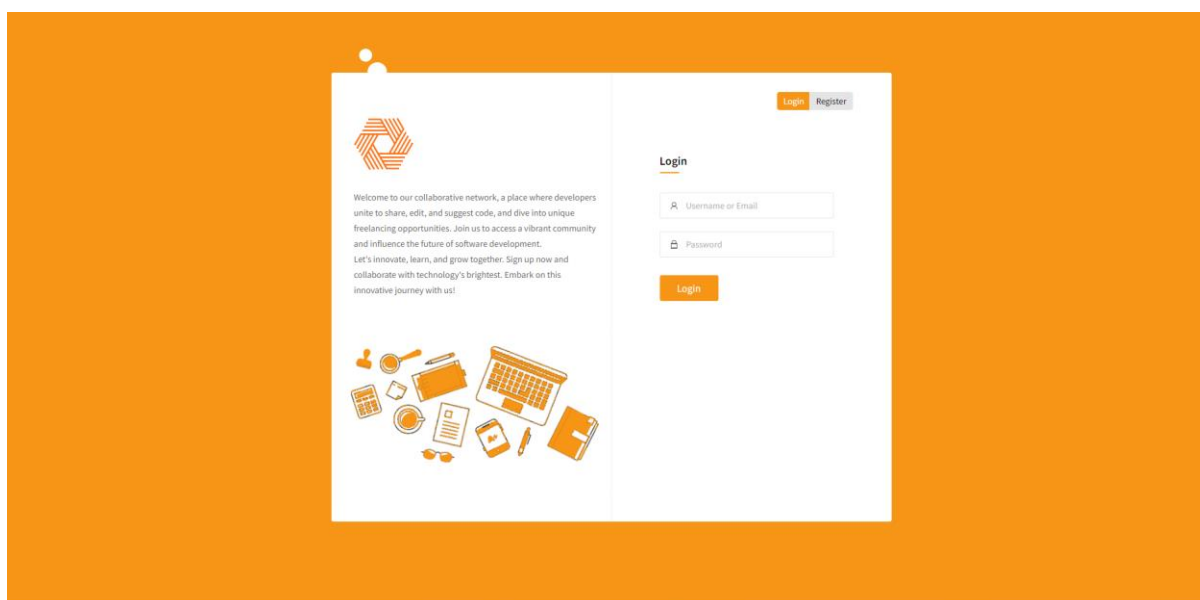 Login Register
Welcome to our collaborative network, a place where developers
unite to share, edit, and suggest code, and dive into unique
freelancing opportunities. Join us to access a vibrant community
and influence the future of software development.
Let's innovate, learn, and grow together. Sign up now and
collaborate with technology's brightest. Embark on this
innovative journey with us!
Login
Username or Email
Password
Login